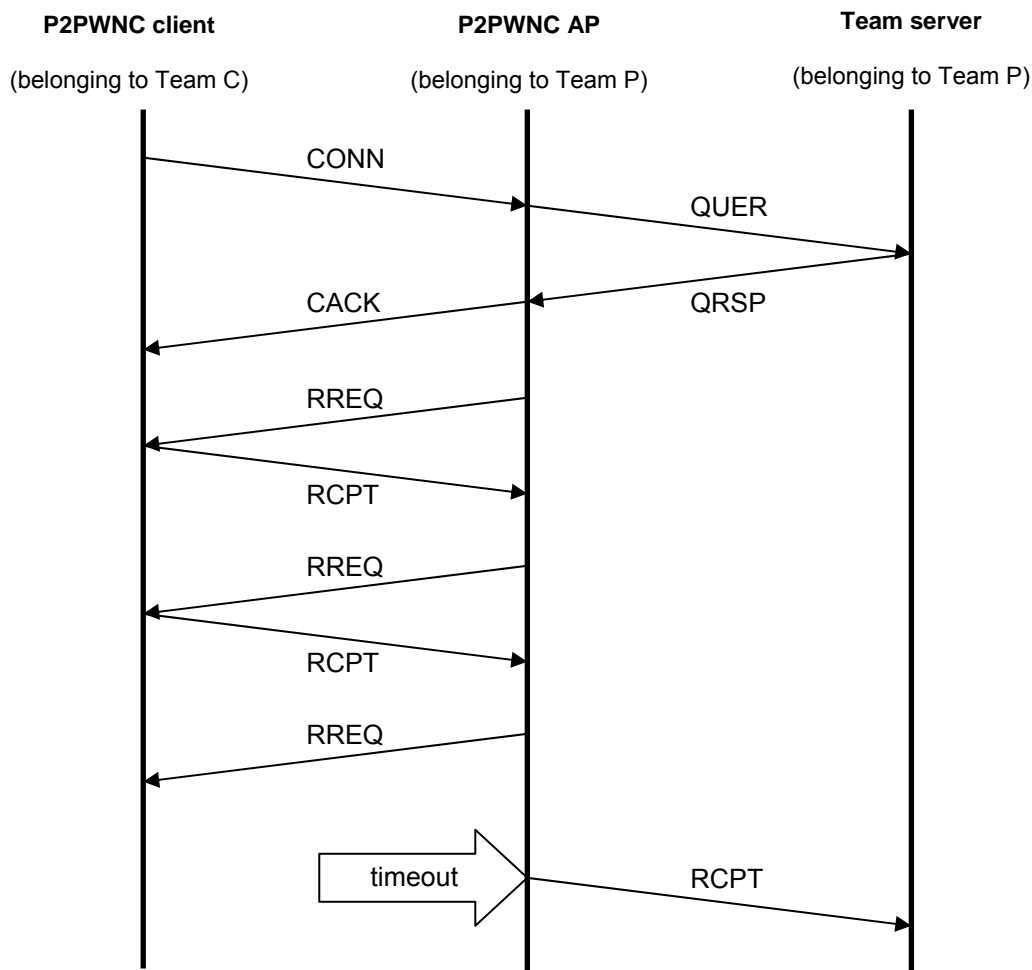 P2PWNC client
P2PWNC AP
Team server
(belonging to Team C)
(belonging to Team P)
(belonging to Team P)
CONN
QUER
CACK
QRSP
RREQ
RCPT
RREQ
RCPT
RREQ
timeout
RCPT